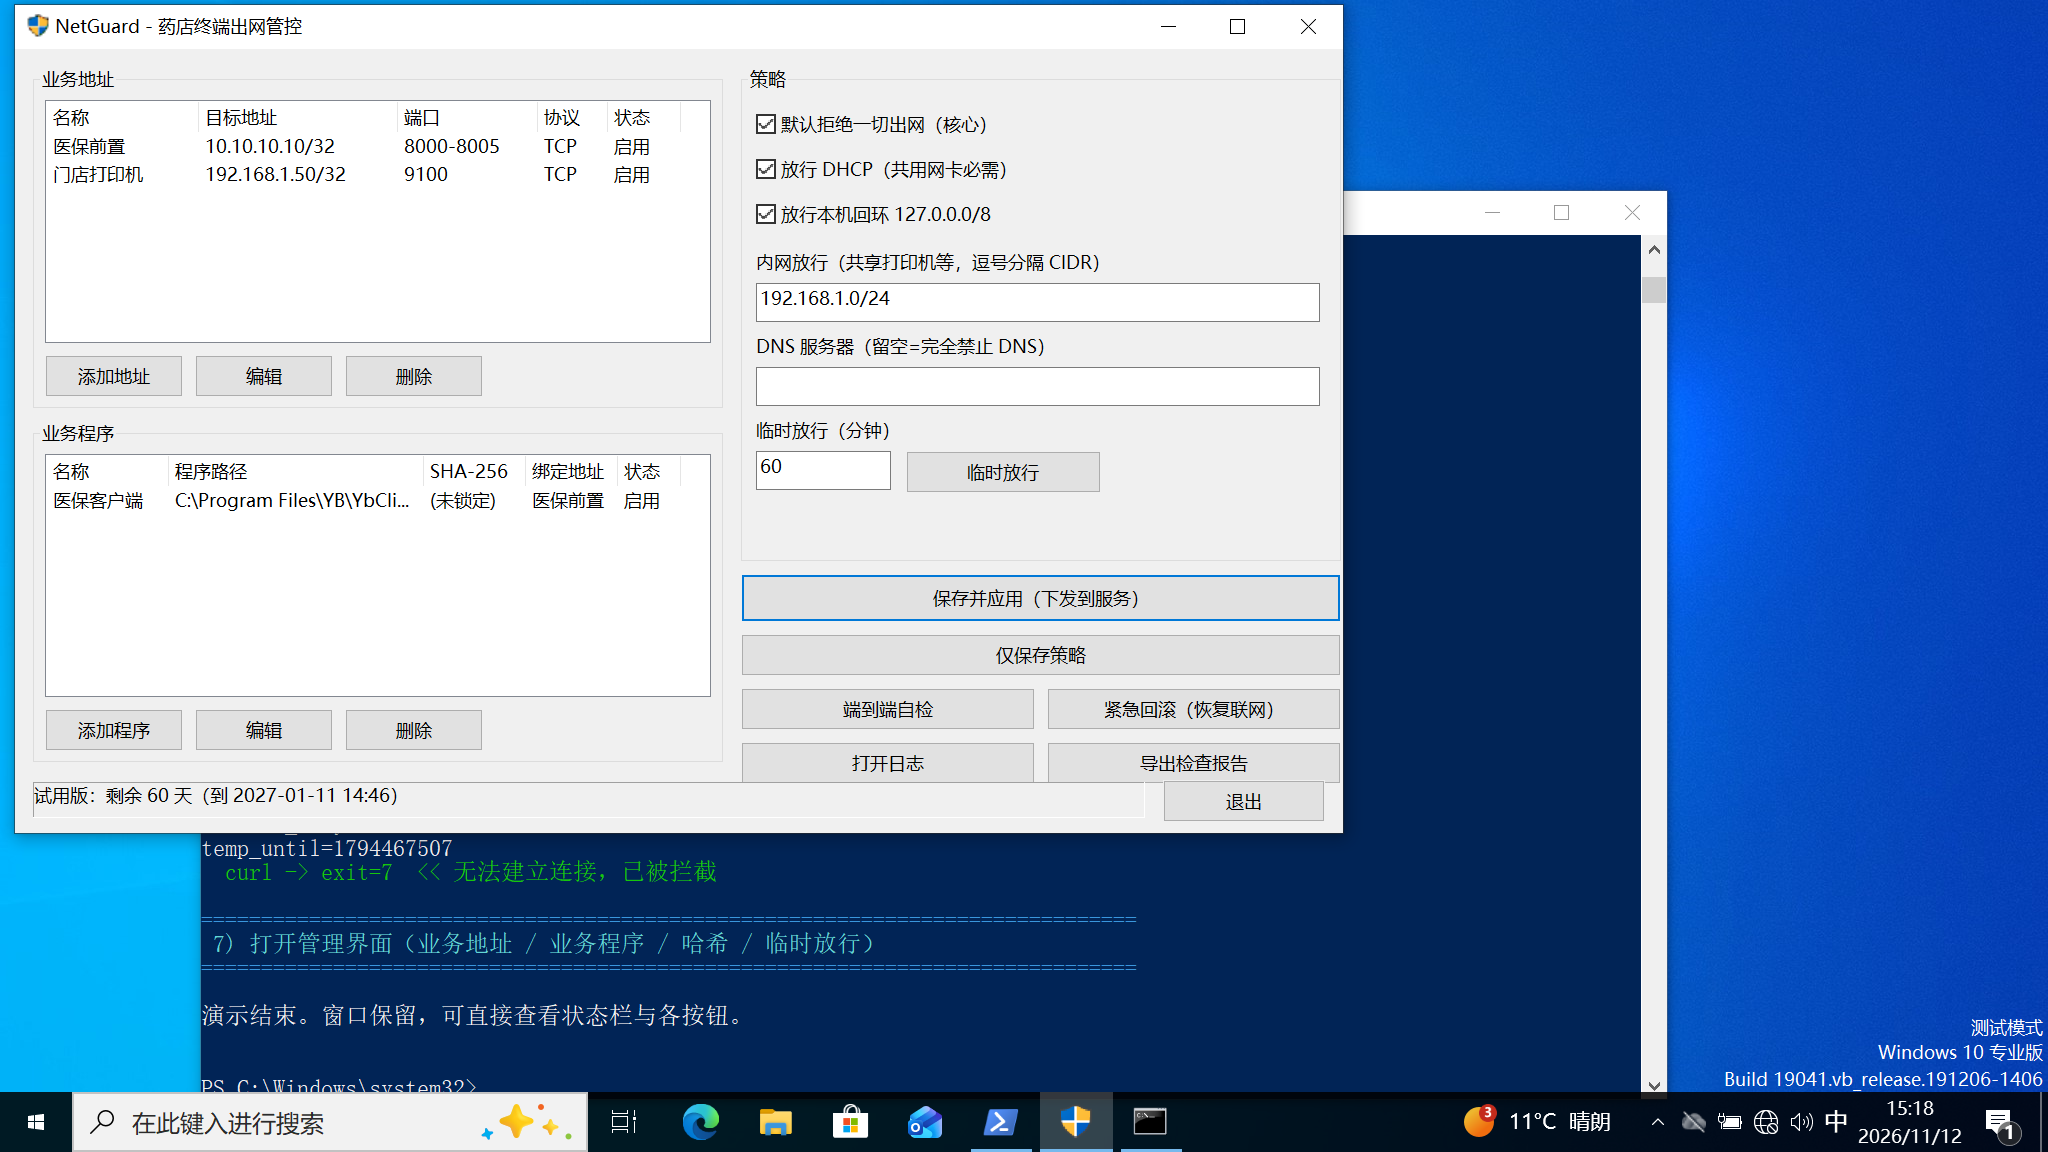 NetGuard - 药店终端出网管控
业务地址
名称 目标地址 端口 协议 状态
医保前置 10.10.10.10/32 8000-8005 TCP 启用
门店打印机 192.168.1.50/32 9100 TCP 启用
添加地址 编辑 删除
业务程序
名称 程序路径 SHA-256 绑定地址 状态
医保客户端 C:\Program Files\YB\YbCli... (未锁定) 医保前置 启用
添加程序 编辑 删除
策略
默认拒绝一切出网（核心）
放行 DHCP（共用网卡必需）
放行本机回环 127.0.0.0/8
内网放行（共享打印机等，逗号分隔 CIDR）
192.168.1.0/24
DNS 服务器（留空=完全禁止 DNS）
临时放行（分钟）
60 临时放行
保存并应用（下发到服务）
仅保存策略
端到端自检 紧急回滚（恢复联网）
打开日志 导出检查报告
试用版：剩余 60 天（到 2027-01-11 14:46） 退出
temp_until=1794467507
curl -> exit=7 << 无法建立连接，已被拦截
==============================================================================
7) 打开管理界面（业务地址 / 业务程序 / 哈希 / 临时放行）
==============================================================================
演示结束。窗口保留，可直接查看状态栏与各按钮。
PS C:\Windows\system32>
测试模式
Windows 10 专业版
Build 19041.vb_release.191206-1406
在此键入进行搜索
3
11°C 晴朗
中
15:18
2026/11/12
1